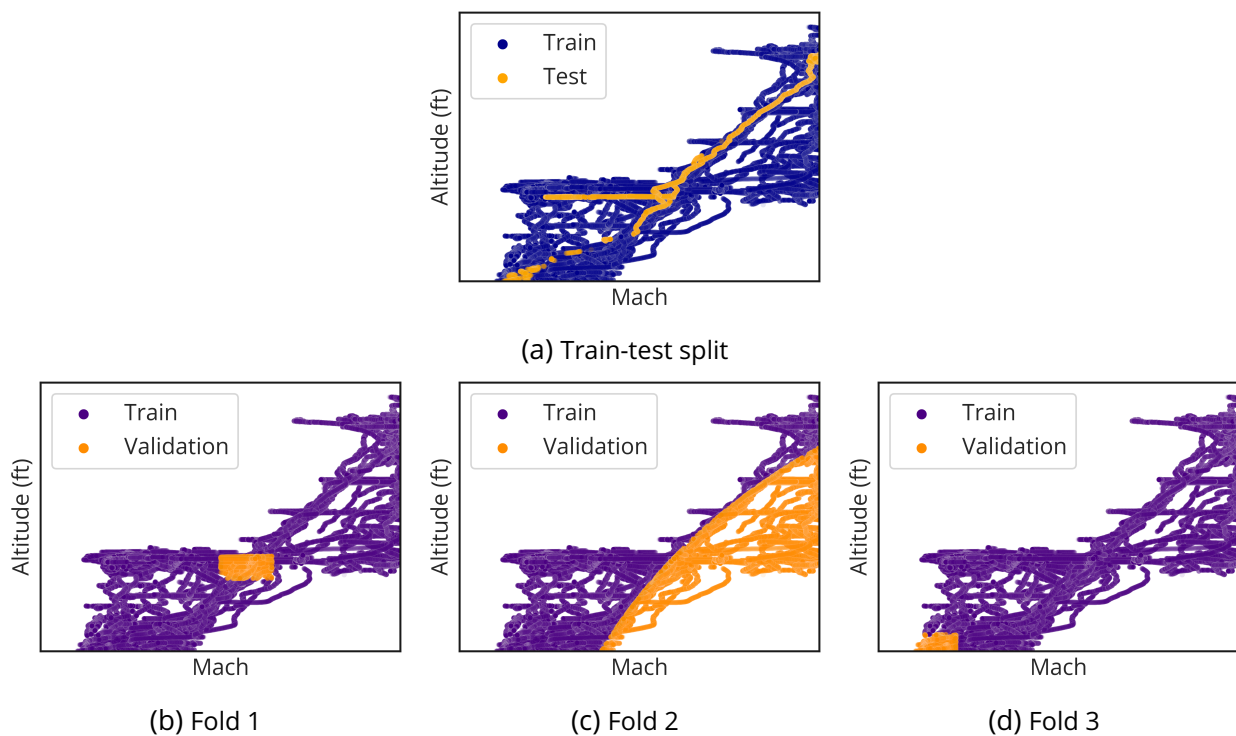 Train
Test
Altitude (ft)
Mach
(a) Train-test split
Train
Validation
Altitude (ft)
Mach
(b) Fold 1
Train
Validation
Altitude (ft)
Mach
(c) Fold 2
Train
Validation
Altitude (ft)
Mach
(d) Fold 3